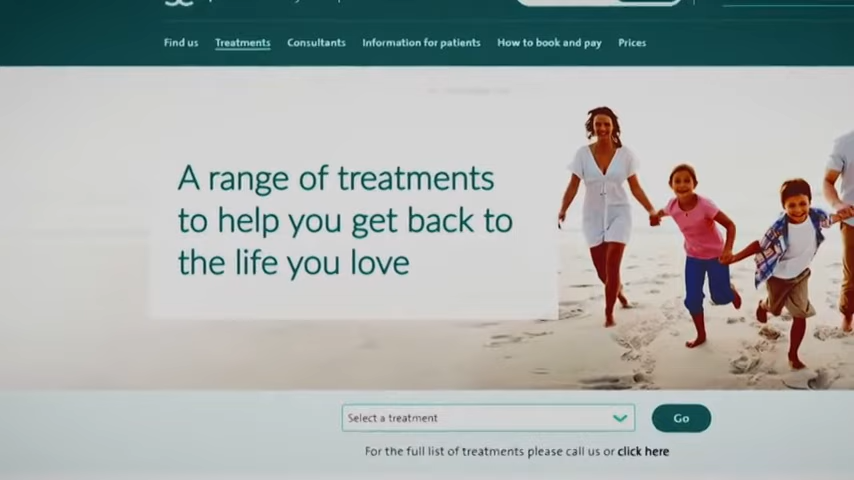 Find us Treatments Consultants Information for patients How to book and pay Prices
A range of treatments
to help you get back to
the life you love
Select a treatment
Go
For the full list of treatments please call us or click here